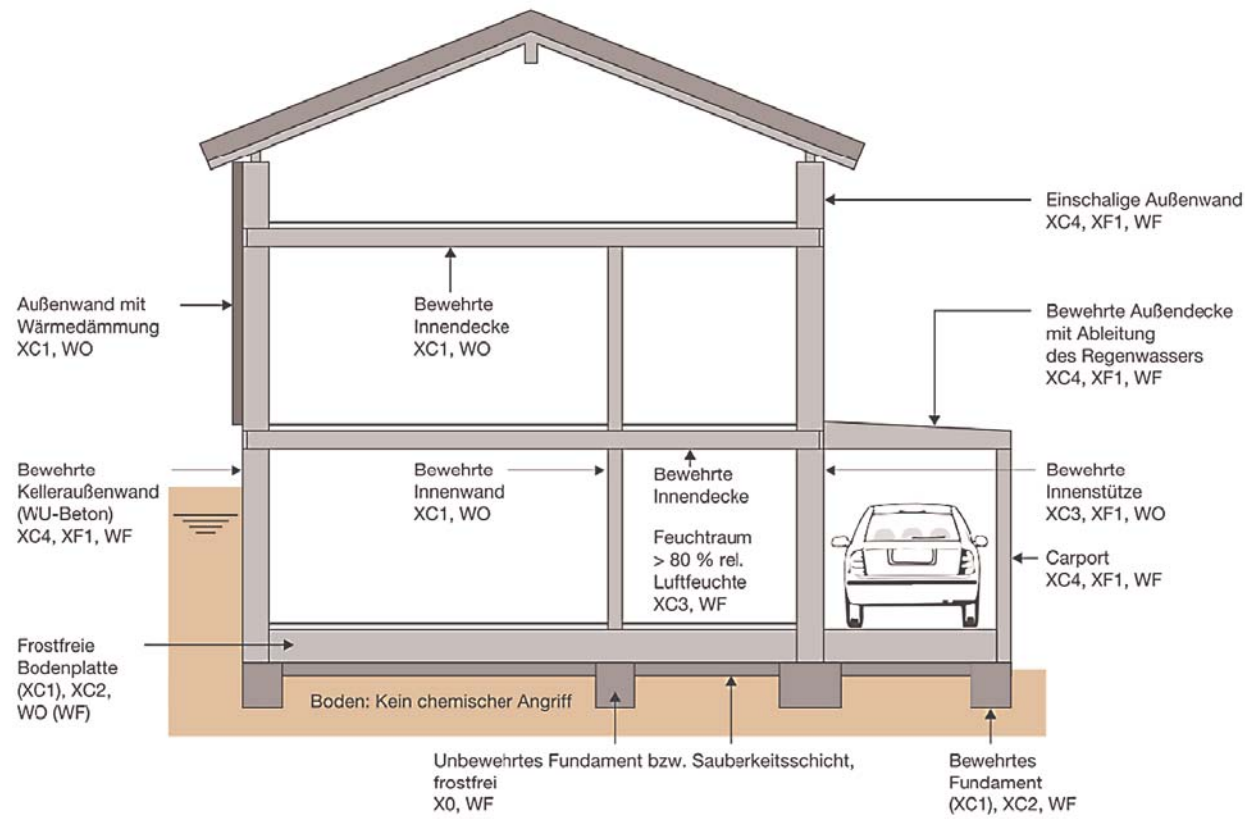 Einschalige Außenwand
XC4, XF1, WF
Außenwand mit
Wärmedämmung
XC1, WO
Bewehrte
Innendecke
XC1, WO
Bewehrte Außendecke
mit Ableitung
des Regenwassers
XC4, XF1, WF
Bewehrte
Kelleraußenwand
(WU-Beton)
XC4, XF1, WF
Bewehrte
Innenwand
XC1, WO
Bewehrte
Innendecke
Feuchtraum
> 80 % rel.
Luftfeuchte
XC3, WF
Bewehrte
Innenstütze
XC3, XF1, WO
Carport
XC4, XF1, WF
Frostfreie
Bodenplatte
(XC1), XC2,
WO (WF)
Boden: Kein chemischer Angriff
Unbewehrtes Fundament bzw. Sauberkeitsschicht,
frostfrei
X0, WF
Bewehrtes
Fundament
(XC1), XC2, WF